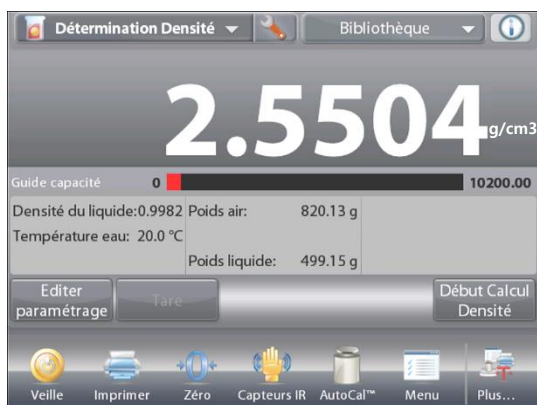 Détermination Densité
Bibliothèque
2.5504 g/cm3
Guide capacité 0 10200.00
Densité du liquide:0.9982 Poids air: 820.13 g
Température eau: 20.0 °C
Poids liquide: 499.15 g
Editer paramétrage
Tare
Début Calcul Densité
Veille Imprimer Zéro Capteurs IR AutoCal™ Menu Plus...